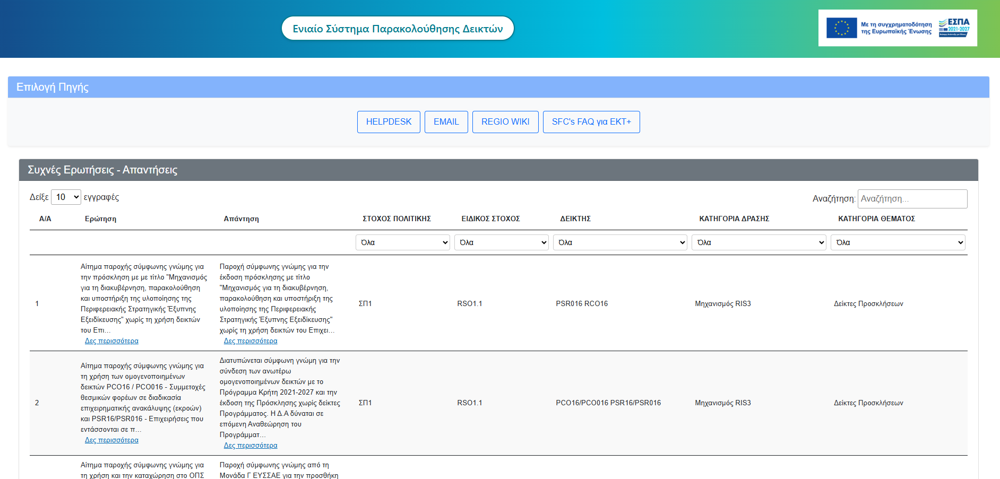 Ενιαίο Σύστημα Παρακολούθησης Δεικτών
Με τη συγχρηματοδότηση
της Ευρωπαϊκής Ένωσης
ΕΣΠΑ
2021-2027
Επιλογή Πηγής
HELPDESK
EMAIL
REGIO WIKI
SFC's FAQ για ΕΚΤ+
Συχνές Ερωτήσεις - Απαντήσεις
Δείξε 10 εγγραφές
Αναζήτηση: Αναζήτηση...
Α/Α Ερώτηση Απάντηση ΣΤΟΧΟΣ ΠΟΛΙΤΙΚΗΣ ΕΙΔΙΚΟΣ ΣΤΟΧΟΣ ΔΕΙΚΤΗΣ ΚΑΤΗΓΟΡΙΑ ΔΡΑΣΗΣ ΚΑΤΗΓΟΡΙΑ ΘΕΜΑΤΟΣ
Όλα Όλα Όλα Όλα Όλα
1
Αίτημα παροχής σύμφωνης γνώμης για
την πρόσκληση με με τίτλο "Μηχανισμός
για τη διακυβέρνηση, παρακολούθηση
και υποστήριξη της υλοποίησης της
Περιφερειακής Στρατηγικής Έξυπνης
Εξειδίκευσης" χωρίς τη χρήση δεικτών
του Επι...
Δες περισσότερα
Παροχή σύμφωνης γνώμης για την
έκδοση πρόσκλησης με τίτλο
"Μηχανισμός για τη διακυβέρνηση,
παρακολούθηση και υποστήριξη της
υλοποίησης της Περιφερειακής
Στρατηγικής Έξυπνης Εξειδίκευσης"
χωρίς τη χρήση δεικτών του Επιχει...
Δες περισσότερα
ΣΠ1
RSO1.1
PSR016 RCO16
Μηχανισμός RIS3
Δείκτες Προσκλήσεων
2
Αίτημα παροχής σύμφωνης γνώμης για
τη χρήση των ομογενοποιημένων
δεικτών PCO16 / PCO016 - Συμμετοχές
θεσμικών φορέων σε διαδικασία
επιχειρηματικής ανακάλυψης (εκροών)
και PSR16/PSR016 - Επιχειρήσεις που
εντάσσονται σε π...
Δες περισσότερα
Διατυπώνεται σύμφωνη γνώμη για την
σύνδεση των ανωτέρω
ομογενοποιημένων δεικτών με το
Πρόγραμμα Κρήτη 2021-2027 και την
έκδοση της Πρόσκλησης χωρίς δείκτες
Προγράμματος. Η Δ.Α δύναται σε
επόμενη Αναθεώρηση του
Προγράμματ...
Δες περισσότερα
ΣΠ1
RSO1.1
PCO16/PCO016 PSR16/PSR016
Μηχανισμός RIS3
Δείκτες Προσκλήσεων
Αίτημα παροχής σύμφωνης γνώμης για
τη χρήση και την καταχώρηση στο ΟΠΣ
Παροχή σύμφωνης γνώμης από τη
Μονάδα Γ ΕΥΣΣΑΕ για την προσθήκη